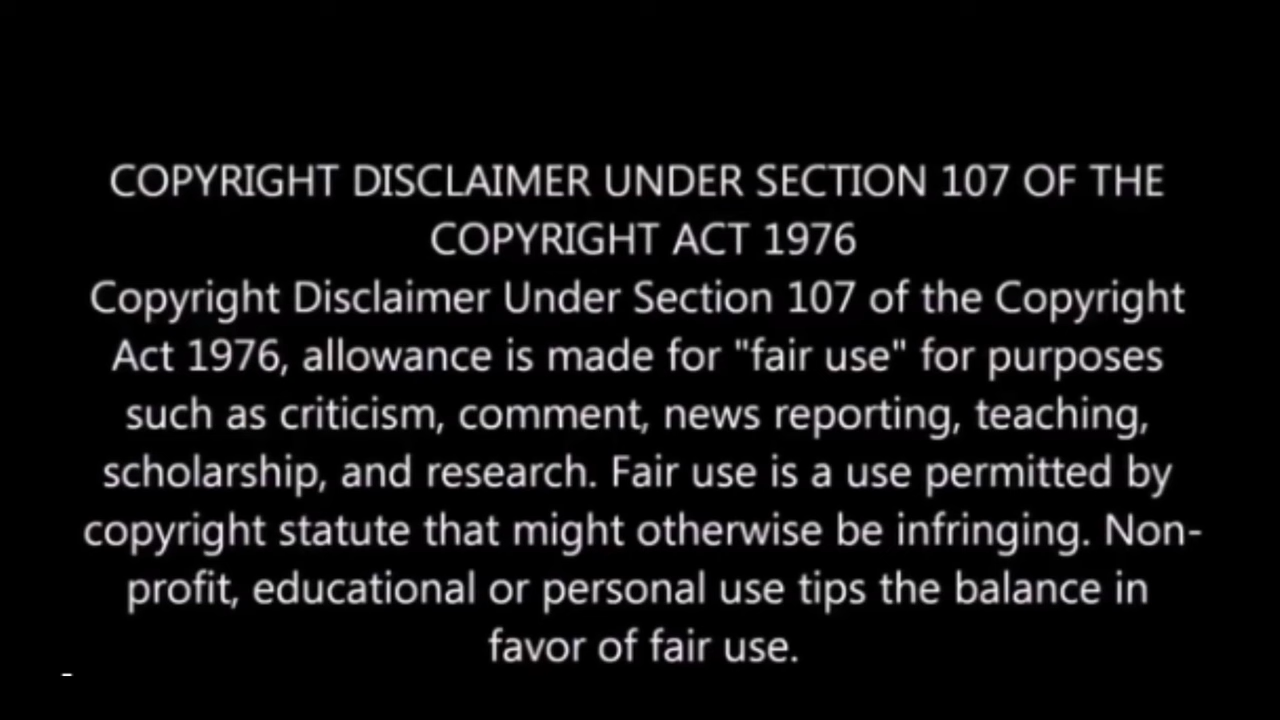 COPYRIGHT DISCLAIMER UNDER SECTION 107 OF THE
COPYRIGHT ACT 1976
Copyright Disclaimer Under Section 107 of the Copyright
Act 1976, allowance is made for "fair use" for purposes
such as criticism, comment, news reporting, teaching,
scholarship, and research. Fair use is a use permitted by
copyright statute that might otherwise be infringing. Non-
profit, educational or personal use tips the balance in
favor of fair use.